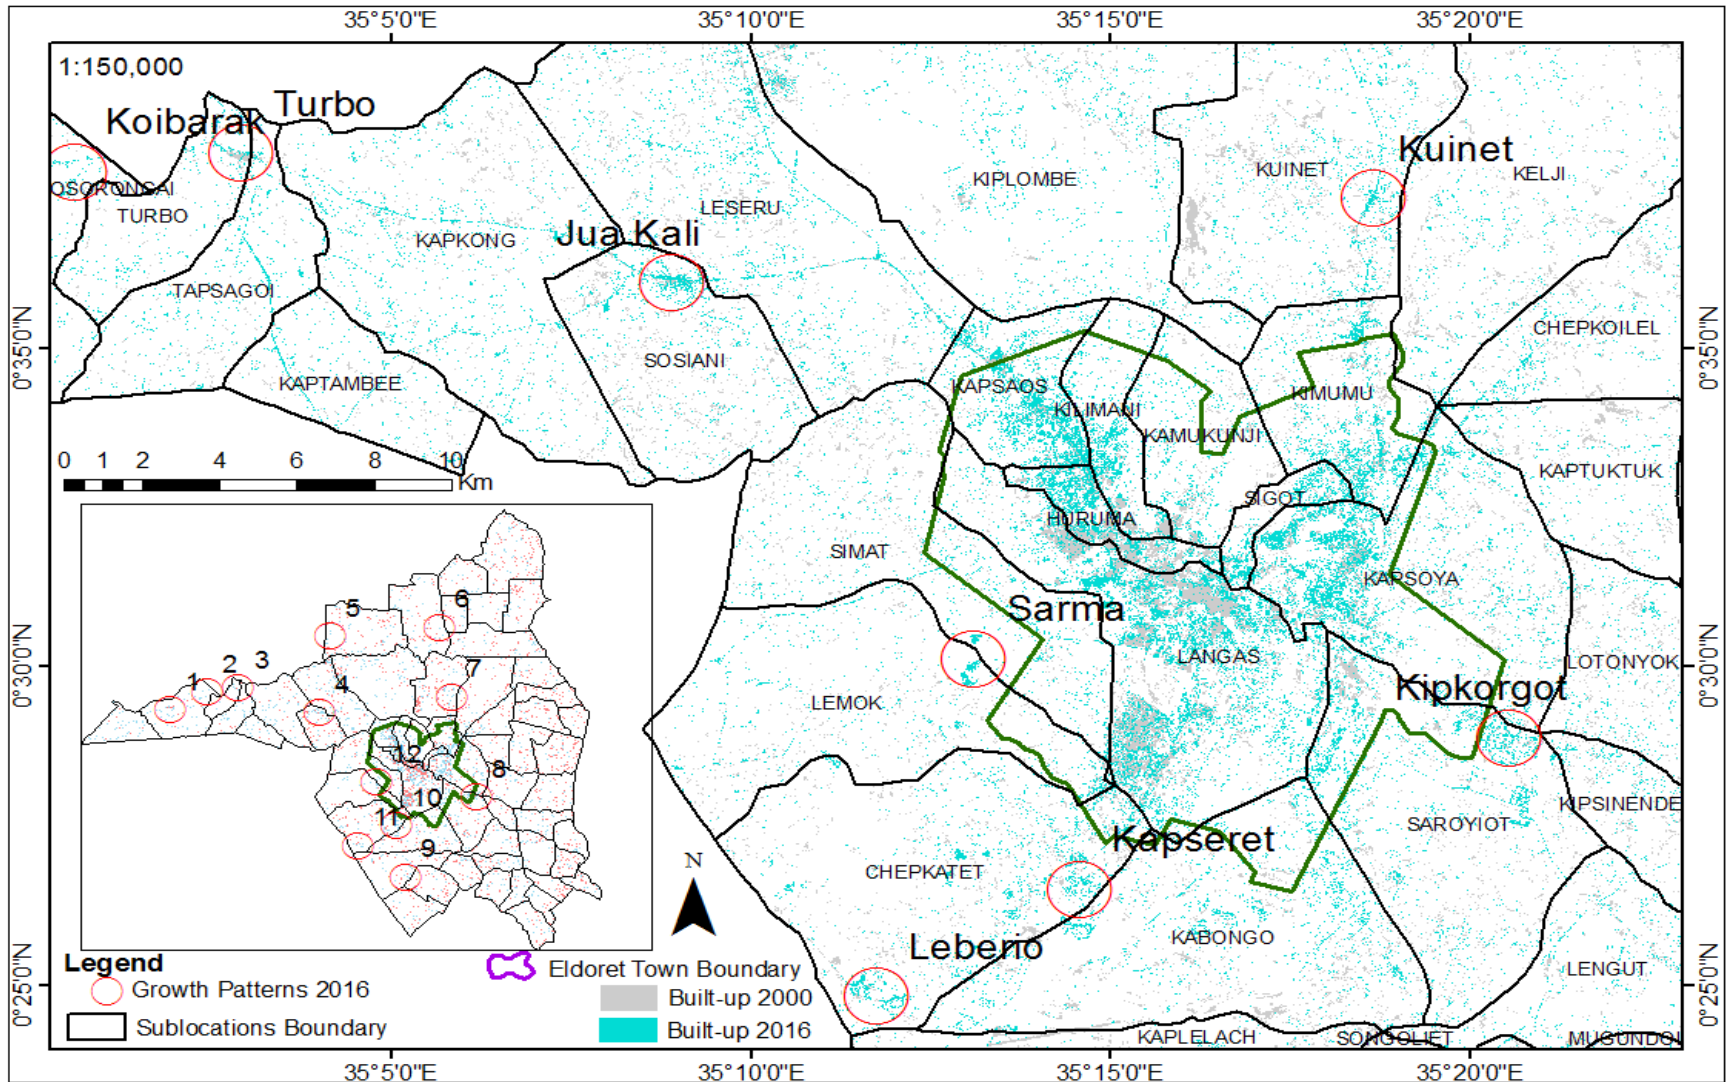 35°5'0"E 35°10'0"E 35°15'0"E 35°20'0"E
1:150,000
Turbo
Koibarak
Kuinet
KUINET
KELJI
KIPLOMBE
OSORONGAI
TURBO
LESERU
Jua Kali
KAPKONG
TAPSAGOI
CHEPKOILEL
0°35'0"N
0°35'0"N
SOSIANI
KAPTAMBEE
KAPSAOS
KIMUMU
KILIMANI
KAMUKUNJI
0 1 2 4 6 8 10
Km
KAPTUKTUK
SIGOT
HURUMA
SIMAT
KAPSOYA
Sarma
LANGAS
LOTONYOK
0°30'0"N
0°30'0"N
Kipkorgot
LEMOK
5
6
2
3
7
1
4
12
8
10
11
9
KIPSINENDE
SAROYIOT
Kapseret
CHEPKATET
N
KABONGO
Leberio
LENGUT
Legend
Eldoret Town Boundary
Growth Patterns 2016
Built-up 2000
Sublocations Boundary
Built-up 2016
0°25'0"N
0°25'0"N
KAPLELACH
SONGOLIET
MUGUNDOI
35°5'0"E 35°10'0"E 35°15'0"E 35°20'0"E